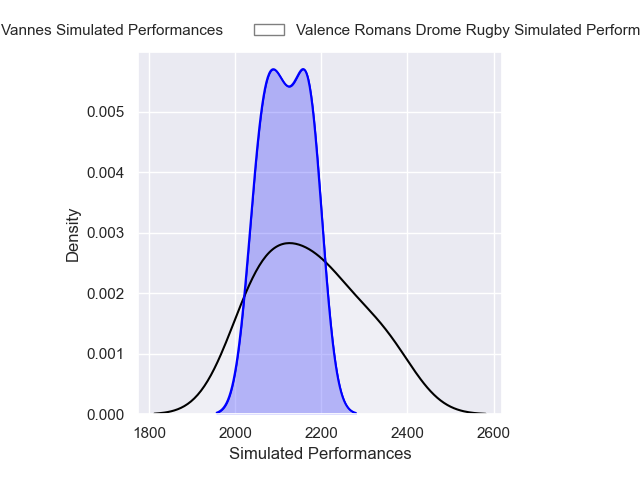 Vannes Simulated Performances Valence Romans Drome Rugby Simulated Perform
0.005
0.004
0.003
0.002
0.001
0.000
Density
1800 2000 2200 2400 2600
Simulated Performances